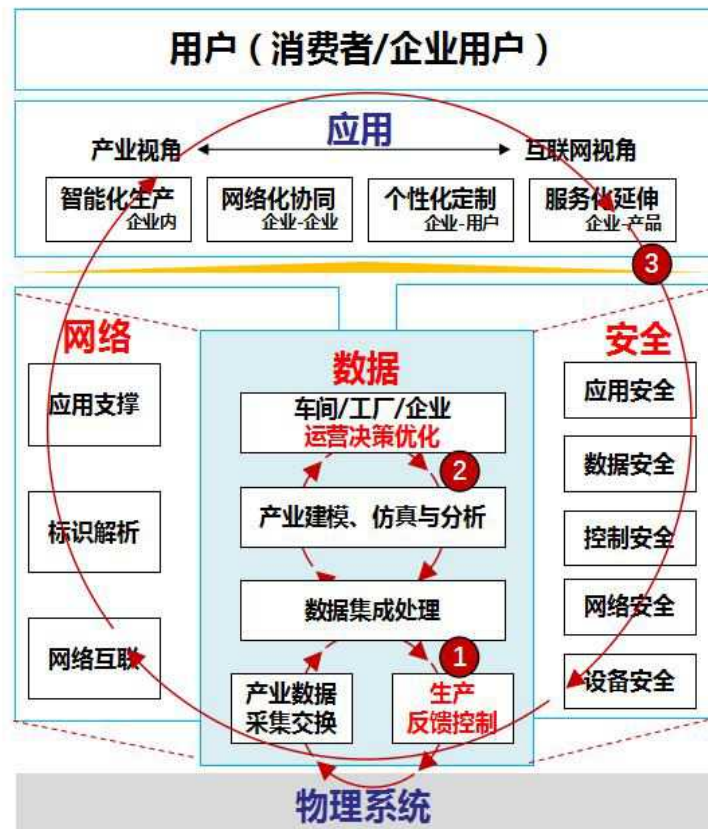 用户（消费者/企业用户）
应用
产业视角
互联网视角
智能化生产
企业内
网络化协同
企业-企业
个性化定制
企业-用户
服务化延伸
企业-产品
3
网络
应用支撑
标识解析
网络互联
数据
车间/工厂/企业
运营决策优化
2
产业建模、仿真与分析
数据集成处理
1
产业数据
采集交换
生产
反馈控制
安全
应用安全
数据安全
控制安全
网络安全
设备安全
物理系统